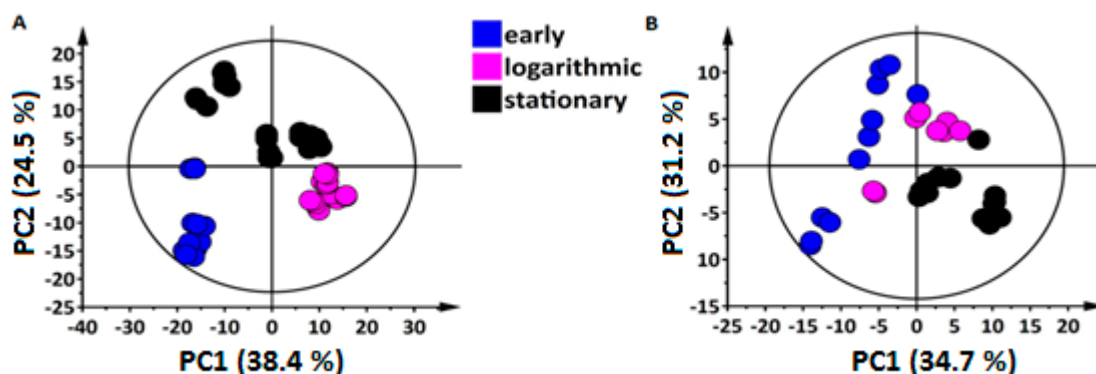 A
early
logarithmic
stationary
B
PC2 (24.5 %)
20
15
10
5
0
-5
-10
-15
-20
-25
-40 -30 -20 -10 0 10 20 30 40
PC1 (38.4 %)
PC2 (31.2 %)
10
5
0
-5
10
-15
-25 -20 -15 -10 -5 0 5 10 15 20
PC1 (34.7 %)